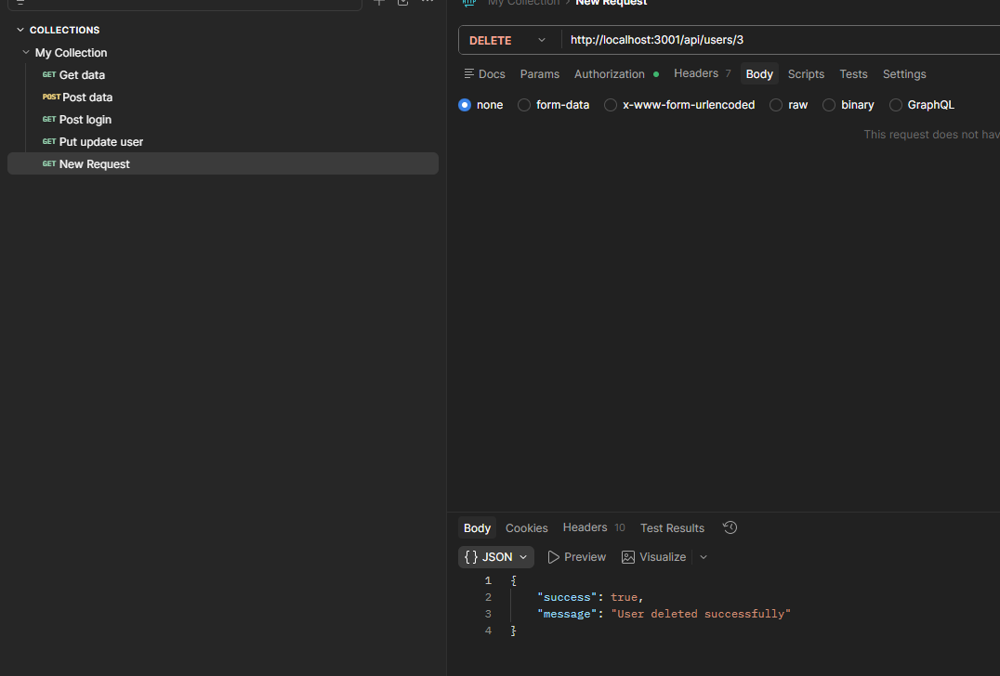 COLLECTIONS
My Collection
GET Get data
POST Post data
GET Post login
GET Put update user
GET New Request
My Collection > New Request
DELETE http://localhost:3001/api/users/3
Docs Params Authorization Headers 7 Body Scripts Tests Settings
none form-data x-www-form-urlencoded raw binary GraphQL
This request does not hav
Body Cookies Headers 10 Test Results
{} JSON Preview Visualize
1 {
2 "success": true,
3 "message": "User deleted successfully"
4 }